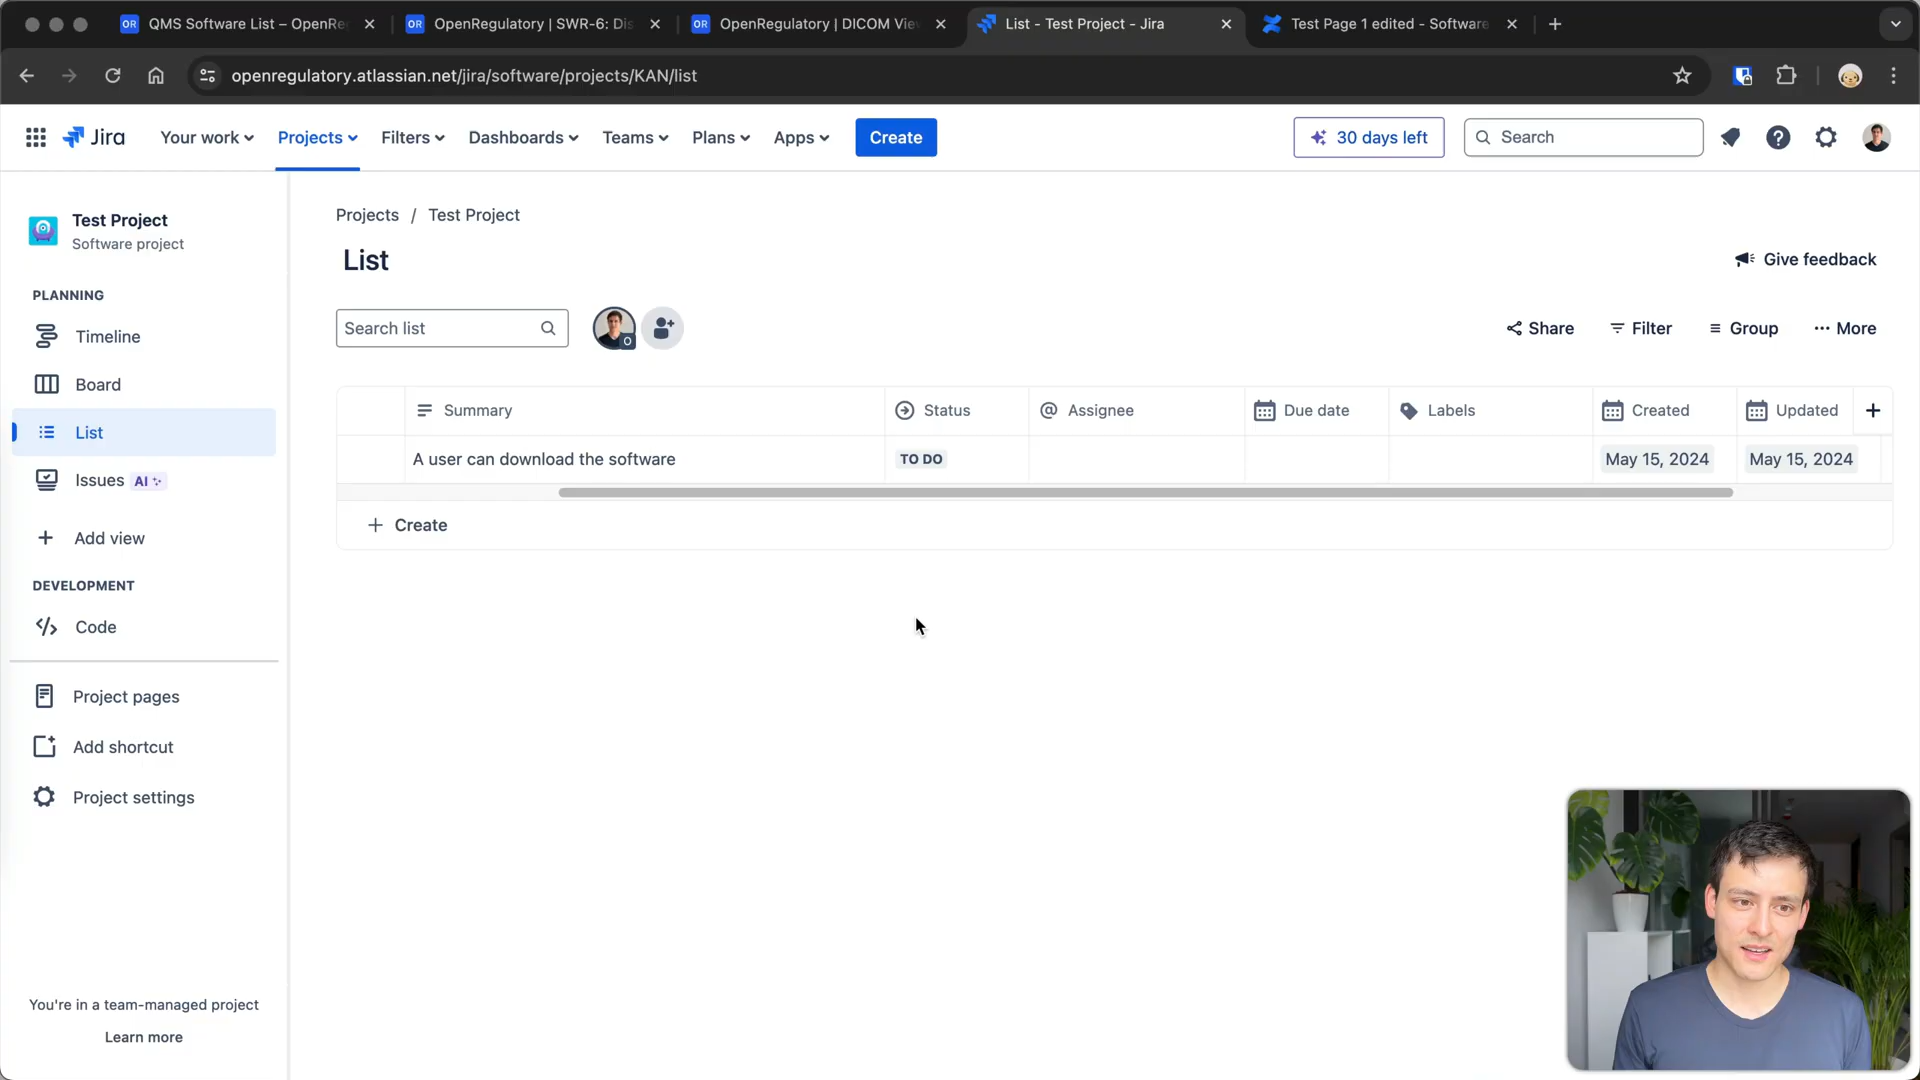 QMS Software List – OpenRe
OpenRegulatory | SWR-6: Dis
OpenRegulatory | DICOM Vie
List - Test Project - Jira
Test Page 1 edited - Software
openregulatory.atlassian.net/jira/software/projects/KAN/list
Jira
Your work
Projects
Filters
Dashboards
Teams
Plans
Apps
Create
30 days left
Search
Test Project
Software project
PLANNING
Timeline
Board
List
Issues AI
Add view
DEVELOPMENT
Code
Project pages
Add shortcut
Project settings
You're in a team-managed project
Learn more
Projects / Test Project
List
Give feedback
Search list
O
Share
Filter
Group
More
Summary
Status
Assignee
Due date
Labels
Created
Updated
A user can download the software
TO DO
May 15, 2024
May 15, 2024
Create